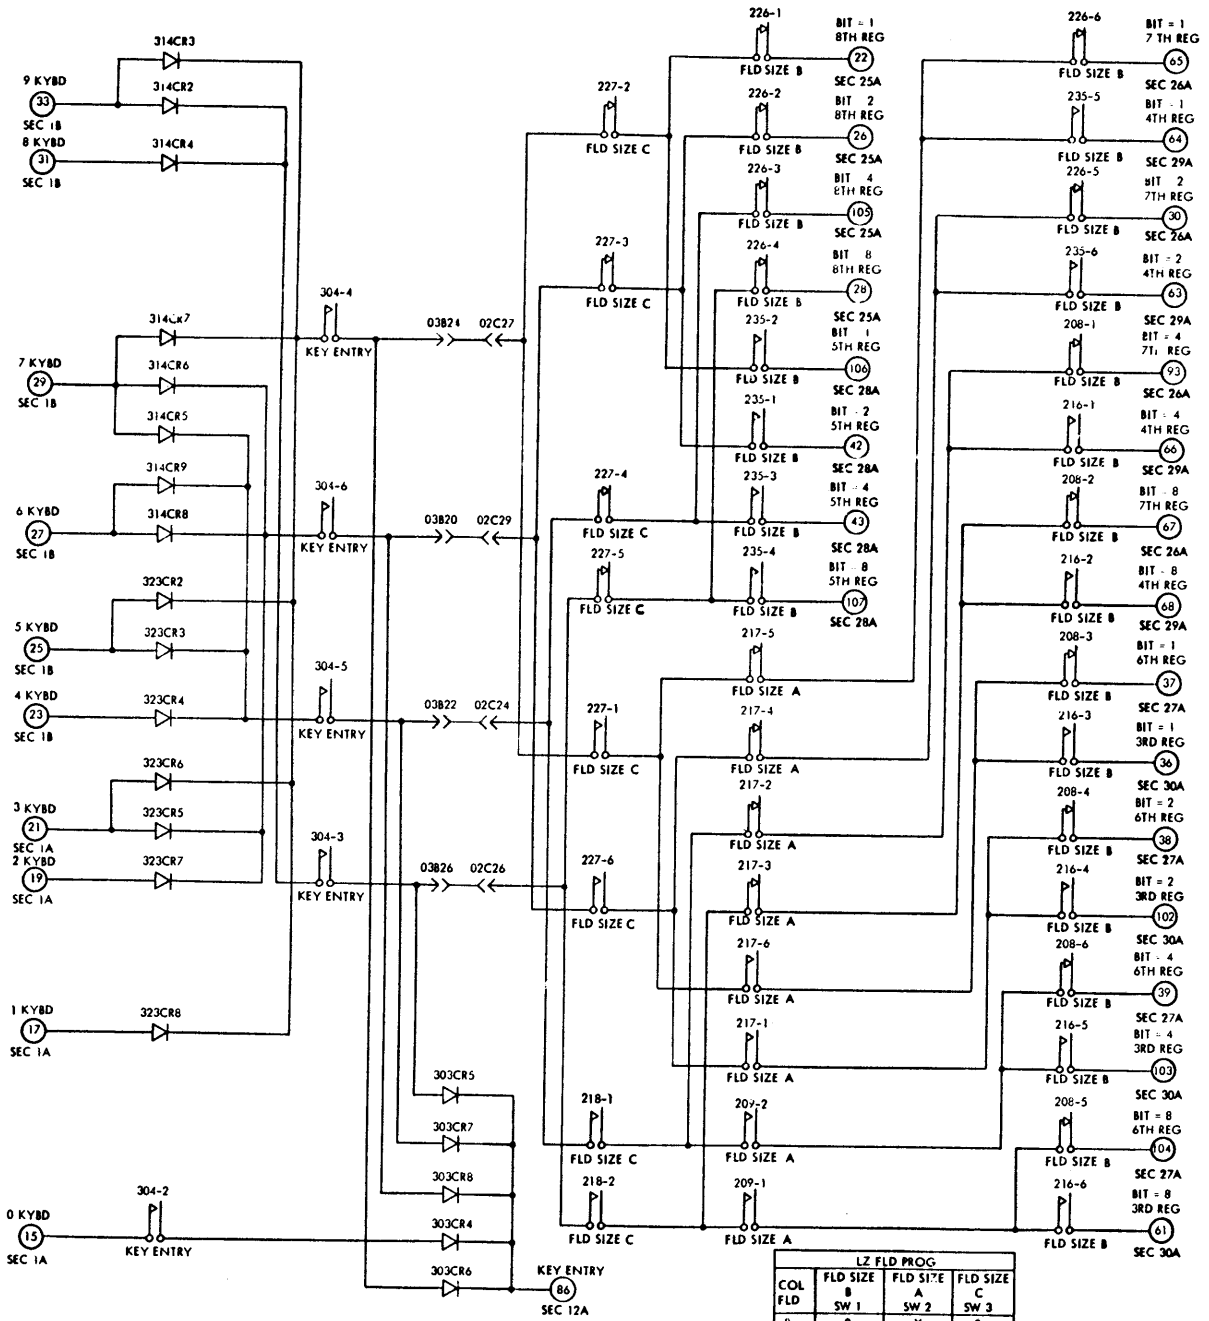 314CR3
9 KYBD
33
SEC 1B
314CR2
8 KYBD
31
SEC 1B
314CR4
314CR7
7 KYBD
29
SEC 1B
314CR6
314CR5
314CR9
6 KYBD
27
SEC 1B
314CR8
323CR2
5 KYBD
25
SEC 1B
323CR3
4 KYBD
23
SEC 1B
323CR4
323CR6
3 KYBD
21
SEC 1A
323CR5
2 KYBD
19
SEC 1A
323CR7
1 KYBD
17
SEC 1A
323CR8
0 KYBD
15
SEC 1A
304-2
KEY ENTRY
304-4
KEY ENTRY
304-6
KEY ENTRY
304-5
KEY ENTRY
304-3
KEY ENTRY
03B24 02C27
03B20 02C29
03B22 02C24
03B26 02C26
303CR5
303CR7
303CR8
303CR4
303CR6
KEY ENTRY
86
SEC 12A
227-2
FLD SIZE C
227-3
FLD SIZE C
227-4
FLD SIZE C
227-5
FLD SIZE C
227-1
FLD SIZE C
227-6
FLD SIZE C
218-1
FLD SIZE C
218-2
FLD SIZE C
226-1
FLD SIZE B
BIT = 1
8TH REG
22
SEC 25A
226-2
FLD SIZE B
BIT 2
8TH REG
26
SEC 25A
226-3
FLD SIZE B
BIT 4
8TH REG
105
SEC 25A
226-4
FLD SIZE B
BIT 8
8TH REG
28
SEC 25A
235-2
FLD SIZE B
BIT 1
5TH REG
106
SEC 28A
235-1
FLD SIZE B
BIT = 2
5TH REG
42
SEC 28A
235-3
FLD SIZE B
BIT = 4
5TH REG
43
SEC 28A
235-4
FLD SIZE B
BIT - 8
5TH REG
107
SEC 28A
217-5
FLD SIZE A
217-4
FLD SIZE A
217-2
FLD SIZE A
217-3
FLD SIZE A
217-6
FLD SIZE A
217-1
FLD SIZE A
209-2
FLD SIZE A
209-1
FLD SIZE A
226-6
FLD SIZE B
BIT = 1
7 TH REG
65
SEC 26A
235-5
FLD SIZE B
BIT - 1
4TH REG
64
SEC 29A
226-5
FLD SIZE B
BIT 2
7TH REG
30
SEC 26A
235-6
FLD SIZE B
BIT = 2
4TH REG
63
SEC 29A
208-1
FLD SIZE B
BIT = 4
REG
93
SEC 26A
216-1
FLD SIZE B
BIT = 4
4TH REG
66
SEC 29A
208-2
FLD SIZE B
BIT - 8
7TH REG
67
SEC 26A
216-2
FLD SIZE B
BIT - 8
4TH REG
68
SEC 29A
208-3
FLD SIZE B
BIT = 1
6TH REG
37
SEC 27A
216-3
FLD SIZE B
BIT = 1
3RD REG
36
SEC 30A
208-4
FLD SIZE B
BIT = 2
6TH REG
38
SEC 27A
216-4
FLD SIZE B
BIT = 2
3RD REG
102
SEC 30A
208-6
FLD SIZE B
BIT - 4
6TH REG
39
SEC 27A
216-5
FLD SIZE B
BIT = 4
3RD REG
103
SEC 30A
208-5
FLD SIZE B
BIT = 8
6TH REG
104
SEC 27A
216-6
FLD SIZE B
BIT = 8
3RD REG
61
SEC 30A
LZ FLD PROG
COL FLD
FLD SIZE B SW 1
FLD SIZE A SW 2
FLD SIZE C SW 3